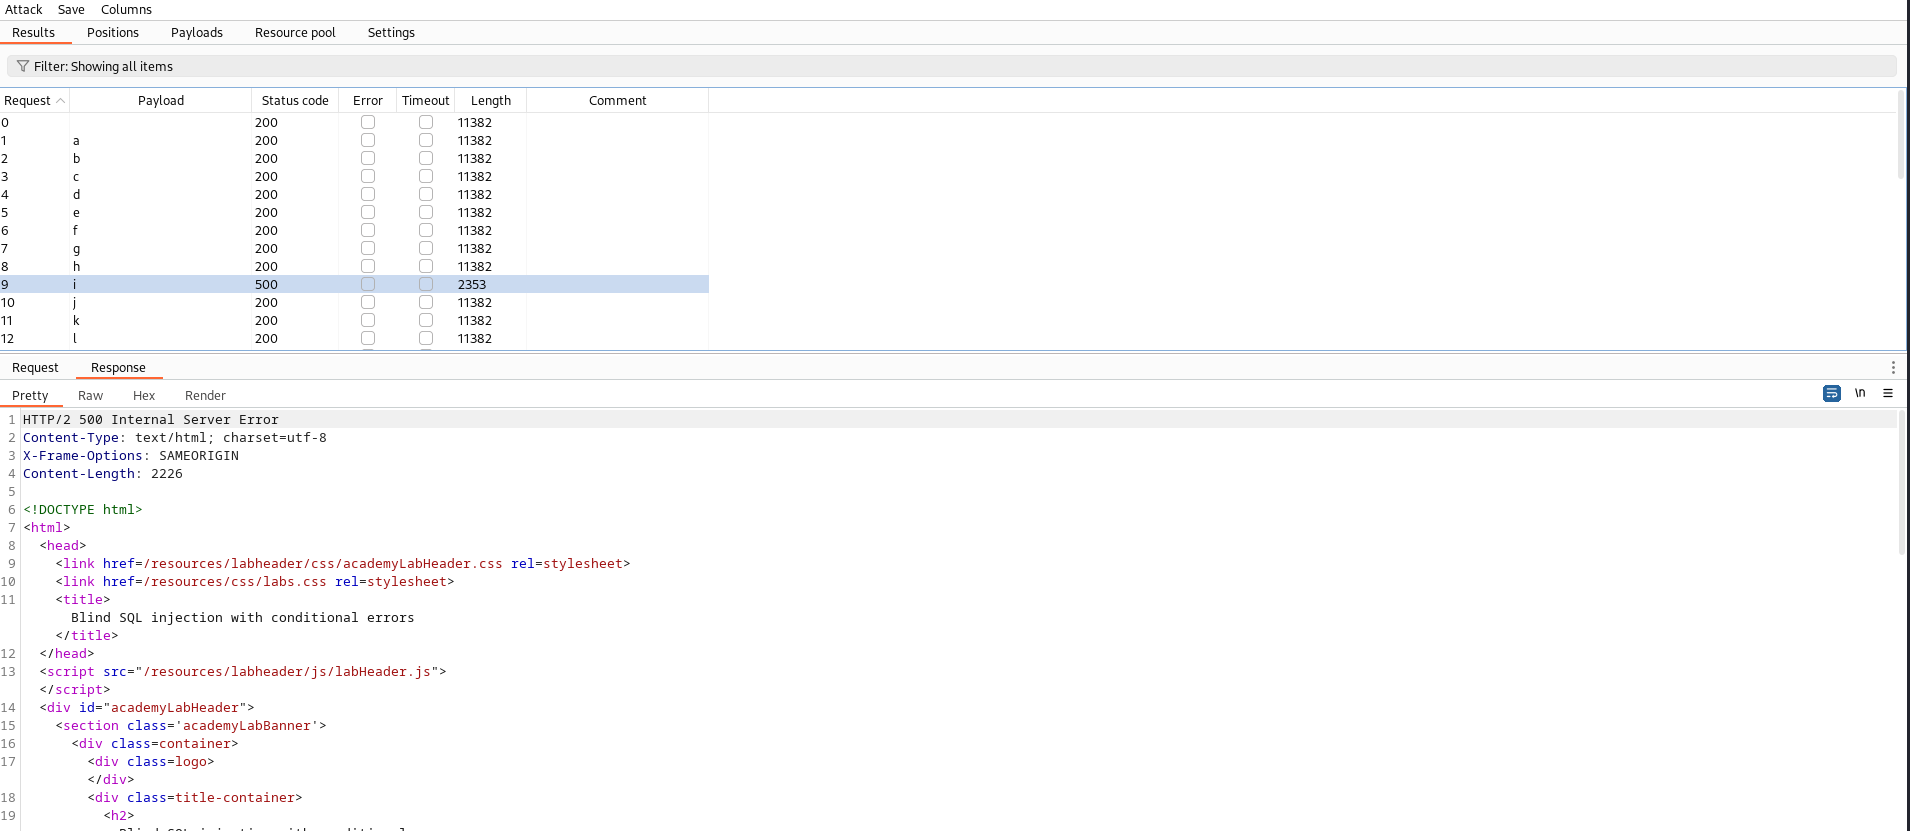 Attack Save Columns
Results Positions Payloads Resource pool Settings
Filter: Showing all items
Request Payload Status code Error Timeout Length Comment
0 200 11382
1 a 200 11382
2 b 200 11382
3 c 200 11382
4 d 200 11382
5 e 200 11382
6 f 200 11382
7 g 200 11382
8 h 200 11382
9 i 500 2353
10 j 200 11382
11 k 200 11382
12 l 200 11382
Request Response
Pretty Raw Hex Render \n
1 HTTP/2 500 Internal Server Error
2 Content-Type: text/html; charset=utf-8
3 X-Frame-Options: SAMEORIGIN
4 Content-Length: 2226
5
6 <!DOCTYPE html>
7 <html>
8 <head>
9 <link href=/resources/labheader/css/academyLabHeader.css rel=stylesheet>
10 <link href=/resources/css/labs.css rel=stylesheet>
11 <title>
Blind SQL injection with conditional errors
</title>
12 </head>
13 <script src="/resources/labheader/js/labHeader.js">
</script>
14 <div id="academyLabHeader">
15 <section class='academyLabBanner'>
16 <div class=container>
17 <div class=logo>
</div>
18 <div class=title-container>
19 <h2>
Blind SQL injection with conditional